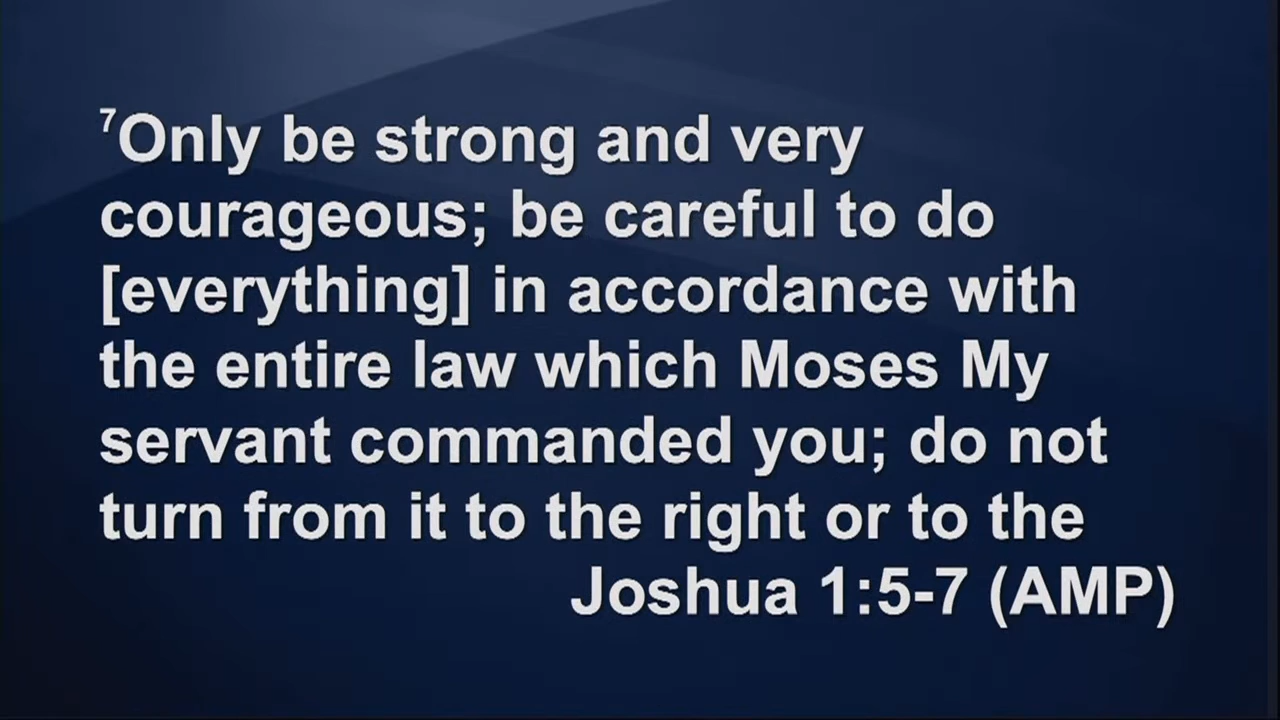 7Only be strong and very
courageous; be careful to do
[everything] in accordance with
the entire law which Moses My
servant commanded you; do not
turn from it to the right or to the
Joshua 1:5-7 (AMP)